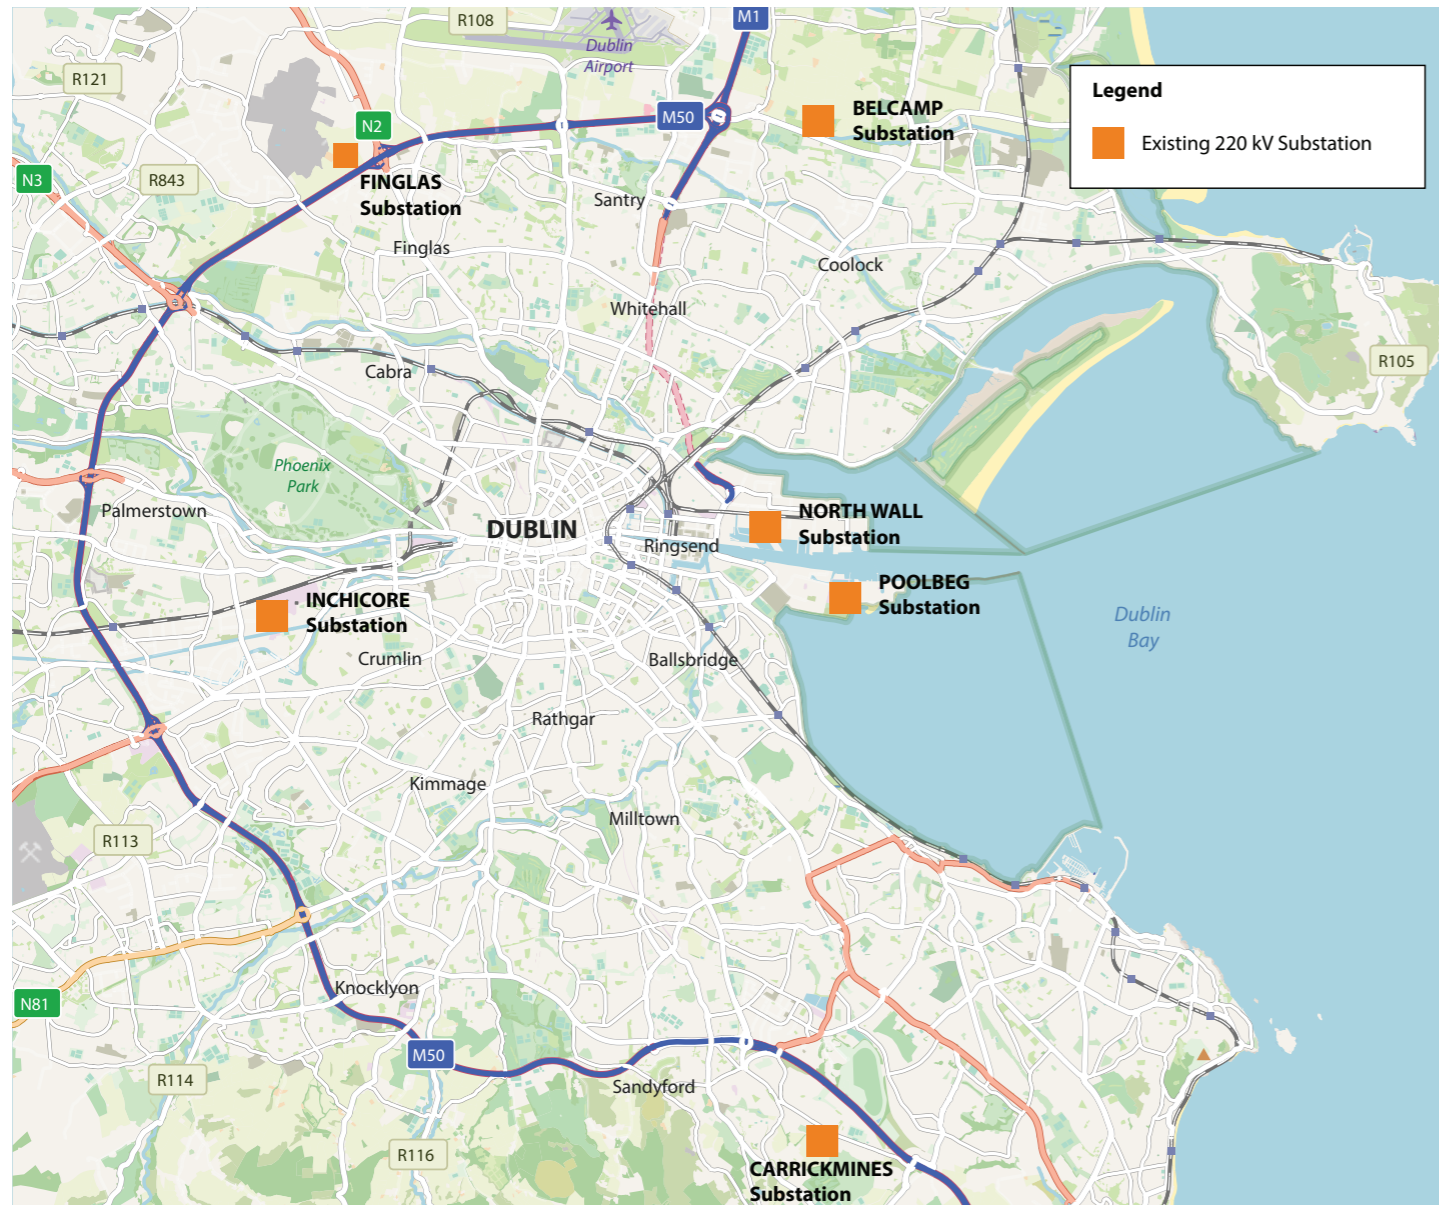 R108
M1
Dublin
Airport
R121
Legend
BELCAMP
Substation
M50
N2
Existing 220 kV Substation
N3
R843
FINGLAS
Substation
Santry
Finglas
Coolock
Whitehall
R105
Cabra
Phoenix
Park
Palmerstown
DUBLIN
NORTH WALL
Substation
Ringsend
POOLBEG
Substation
INCHICORE
Substation
Dublin
Bay
Crumlin
Ballsbridge
Rathgar
Kimmage
Milltown
R113
Knocklyon
N81
M50
R114
Sandyford
R116
CARRICKMINES
Substation